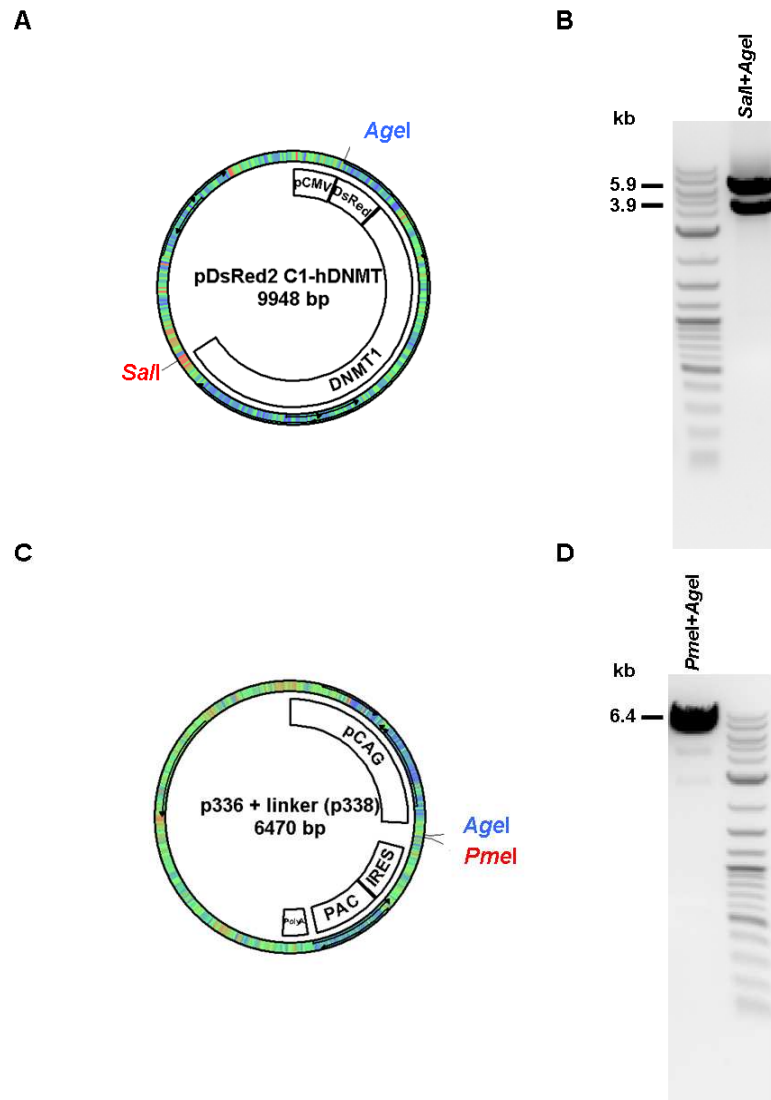 A
B
AgeI
SalI+AgeI
kb
pCMV
DsRed
5.9
3.9
pDsRed2 C1-hDNMT
9948 bp
SalI
DNMT1
C
D
PmeI+AgeI
kb
6.4
pCAG
p336 + linker (p338)
6470 bp
AgeI
PmeI
IRES
PAC
PolyA